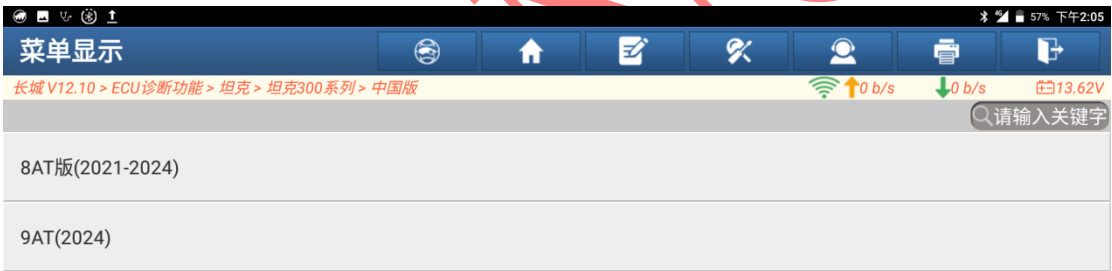 57% 下午2:05
菜单显示
长城 V12.10 > ECU诊断功能 > 坦克 > 坦克300系列 > 中国版 0 b/s 0 b/s 13.62V
请输入关键字
8AT版(2021-2024)
9AT(2024)